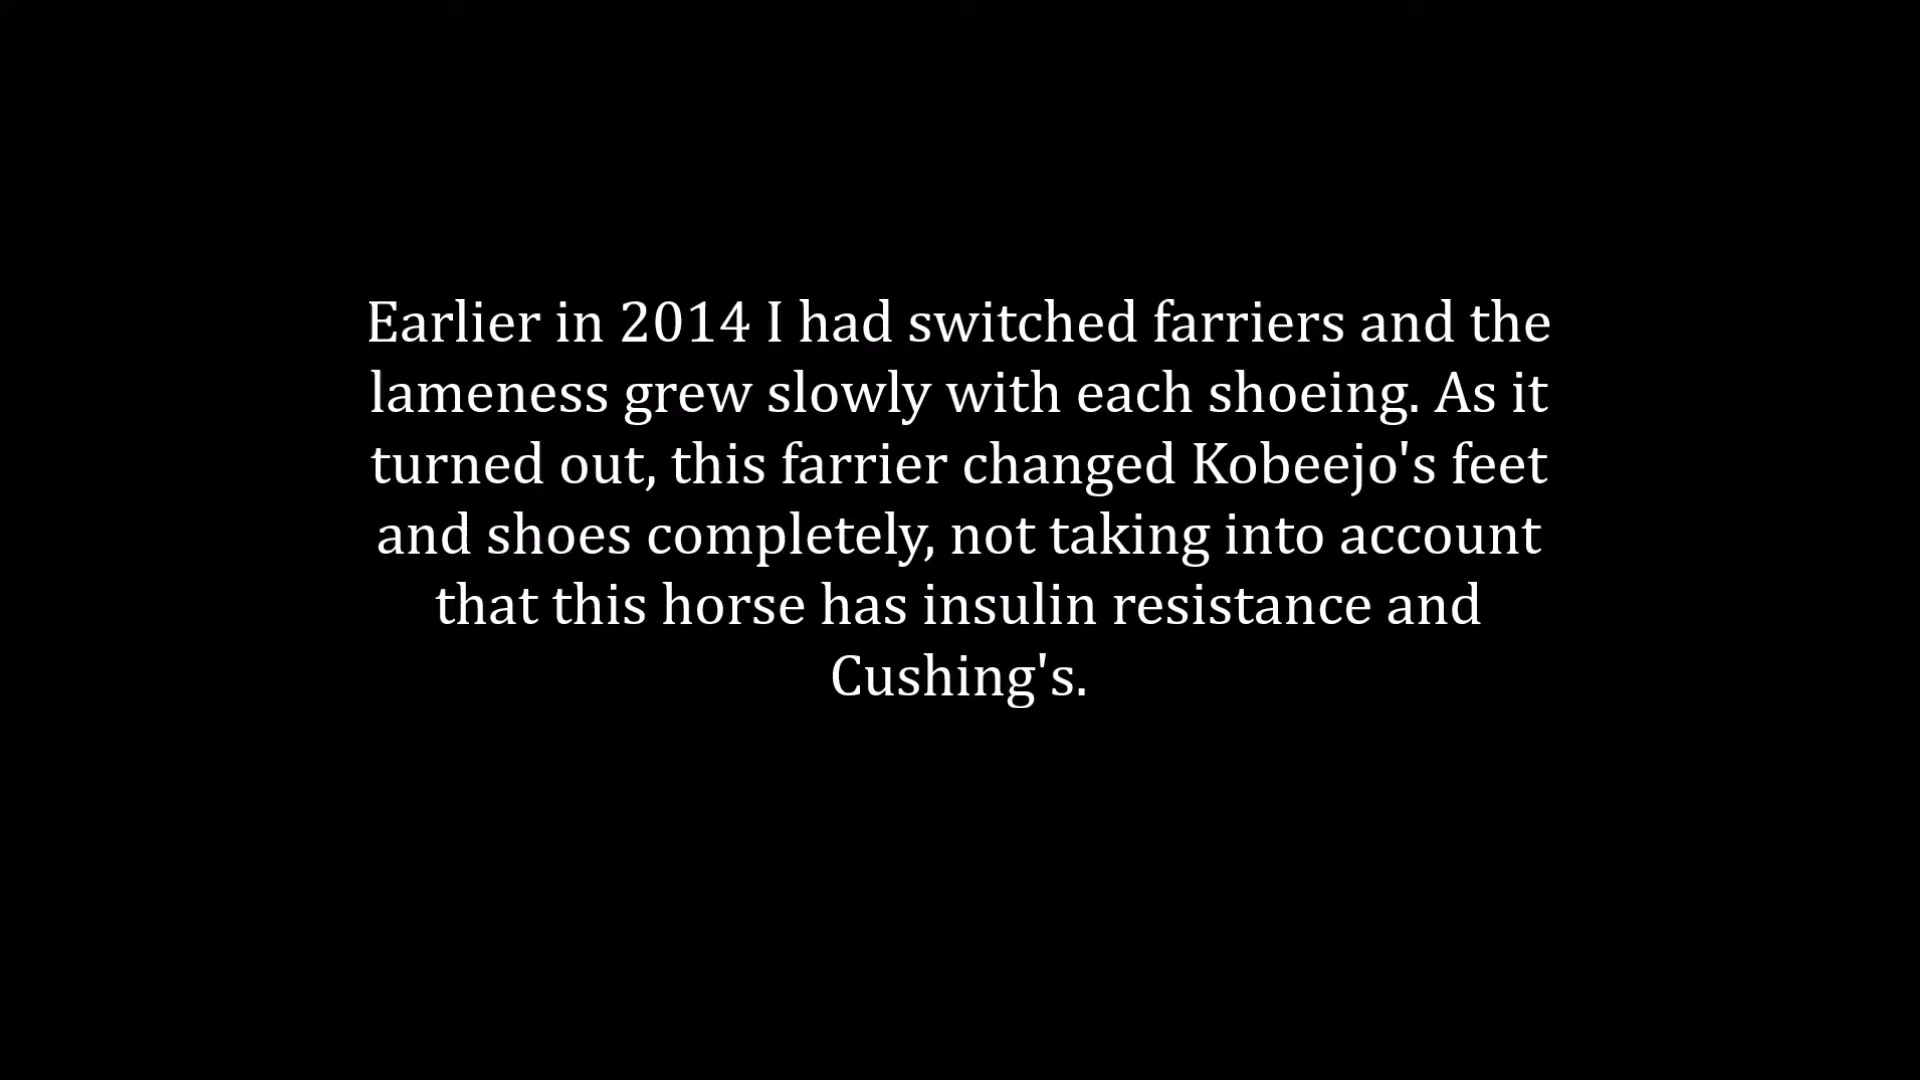 Earlier in 2014 I had switched farriers and the
lameness grew slowly with each shoeing. As it
turned out, this farrier changed Kobeejo's feet
and shoes completely, not taking into account
that this horse has insulin resistance and
Cushing's.